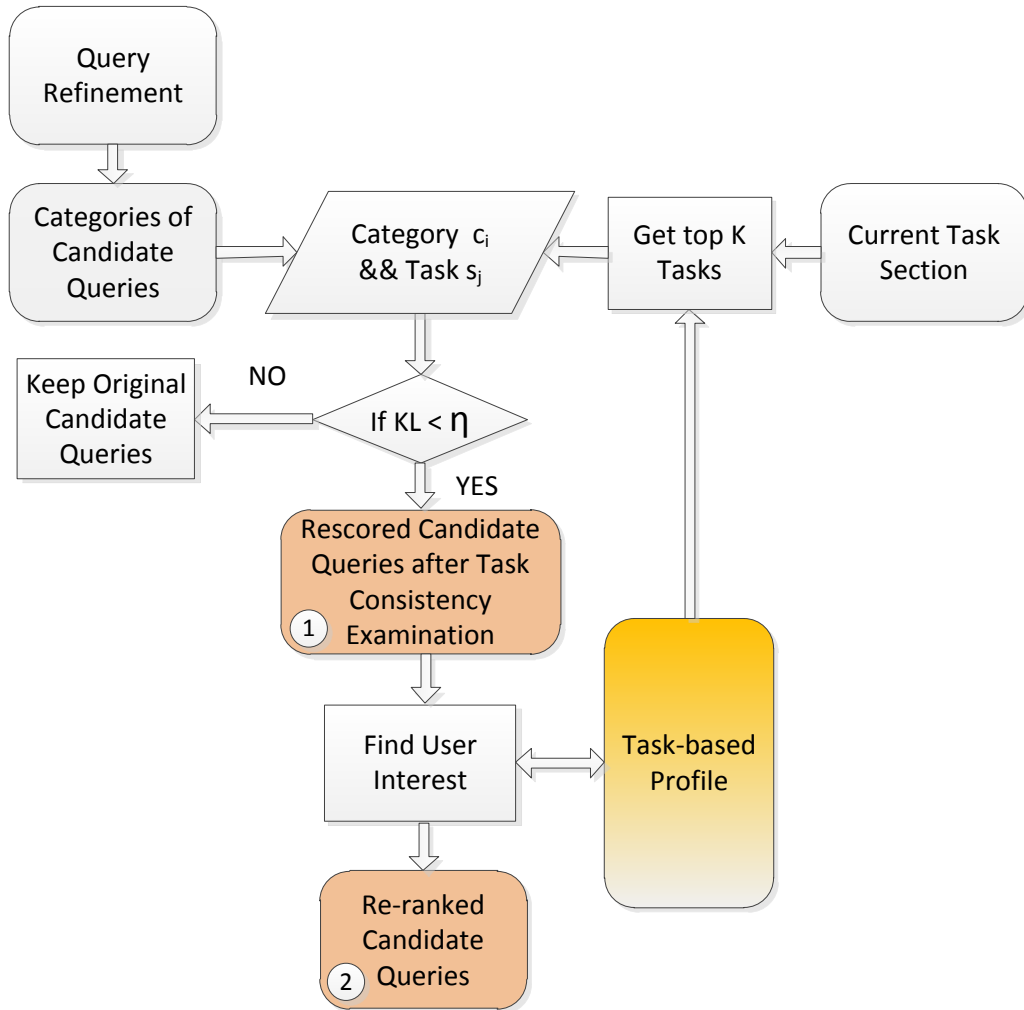 Query
Refinement
Categories of
Candidate
Queries
Category c_i
&& Task s_j
Get top K
Tasks
Current Task
Section
Keep Original
Candidate
Queries
NO
If KL < η
YES
Rescored Candidate
Queries after Task
Consistency
Examination
1
Find User
Interest
Task-based
Profile
Re-ranked
Candidate
Queries
2